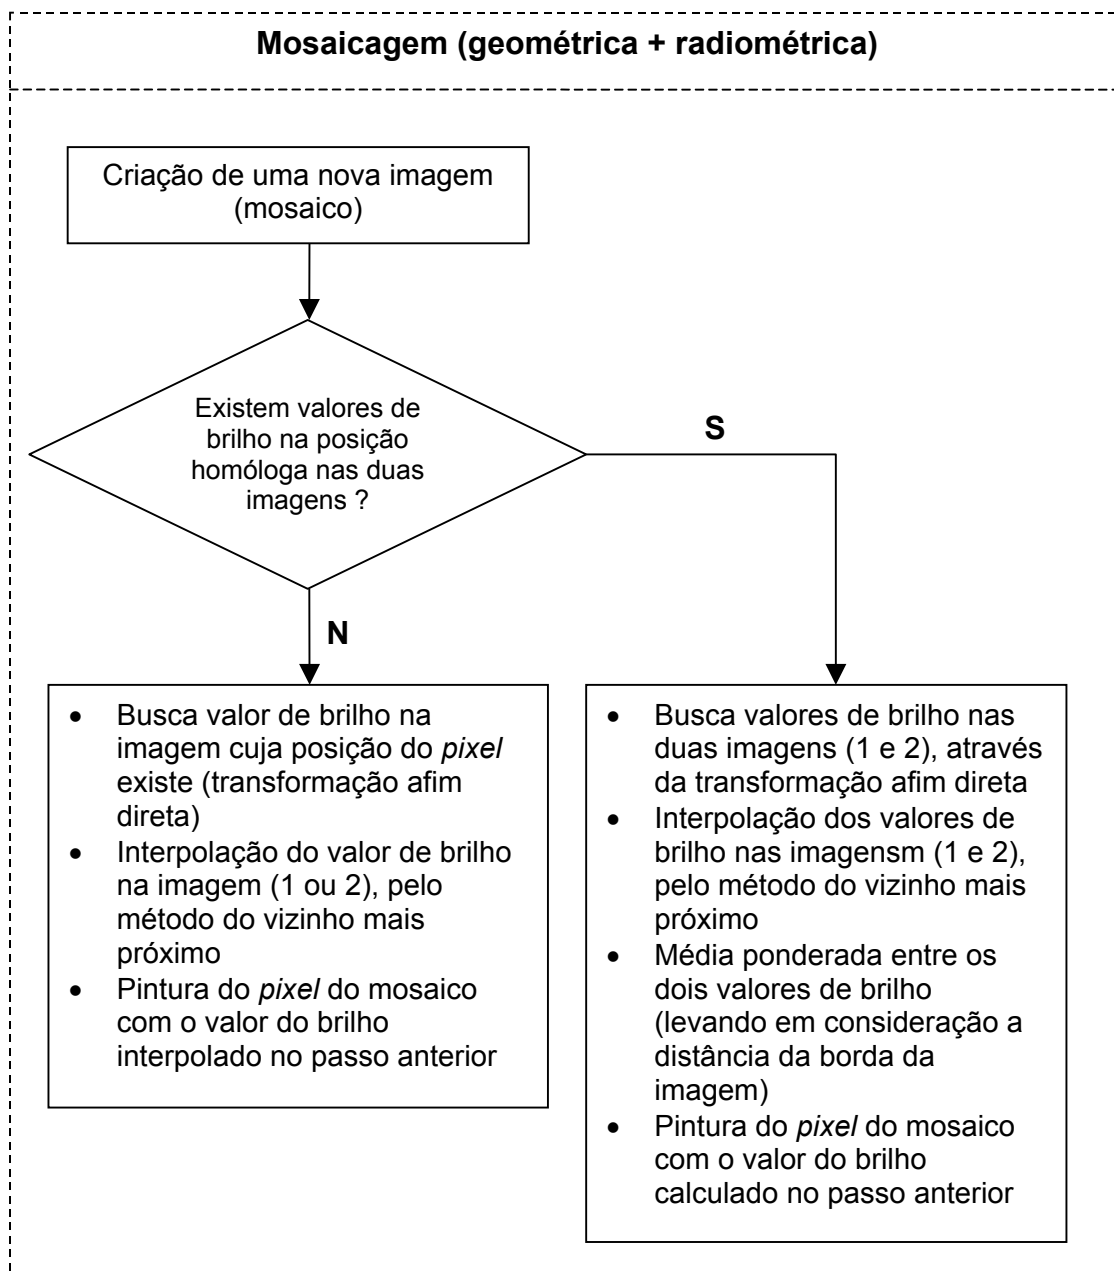 Mosaicagem (geométrica + radiométrica)
Criação de uma nova imagem
(mosaico)
Existem valores de
brilho na posição
homóloga nas duas
imagens ?
S
N
• Busca valor de brilho na
imagem cuja posição do pixel
existe (transformação afim
direta)
• Interpolação do valor de brilho
na imagem (1 ou 2), pelo
método do vizinho mais
próximo
• Pintura do pixel do mosaico
com o valor do brilho
interpolado no passo anterior
• Busca valores de brilho nas
duas imagens (1 e 2), através
da transformação afim direta
• Interpolação dos valores de
brilho nas imagensm (1 e 2),
pelo método do vizinho mais
próximo
• Média ponderada entre os
dois valores de brilho
(levando em consideração a
distância da borda da
imagem)
• Pintura do pixel do mosaico
com o valor do brilho
calculado no passo anterior